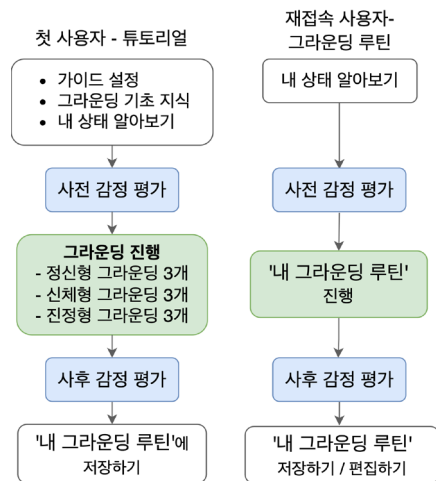 첫 사용자 - 튜토리얼
• 가이드 설정
• 그라운딩 기초 지식
• 내 상태 알아보기
사전 감정 평가
그라운딩 진행
- 정신형 그라운딩 3개
- 신체형 그라운딩 3개
- 진정형 그라운딩 3개
사후 감정 평가
'내 그라운딩 루틴'에
저장하기
재접속 사용자-
그라운딩 루틴
내 상태 알아보기
사전 감정 평가
'내 그라운딩 루틴'
진행
사후 감정 평가
'내 그라운딩 루틴'
저장하기 / 편집하기